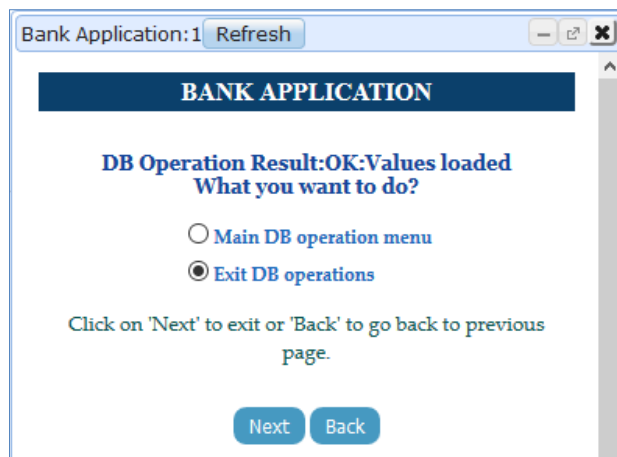 Bank Application:1 Refresh
BANK APPLICATION
DB Operation Result:OK:Values loaded
What you want to do?
Main DB operation menu
Exit DB operations
Click on 'Next' to exit or 'Back' to go back to previous
page.
Next Back